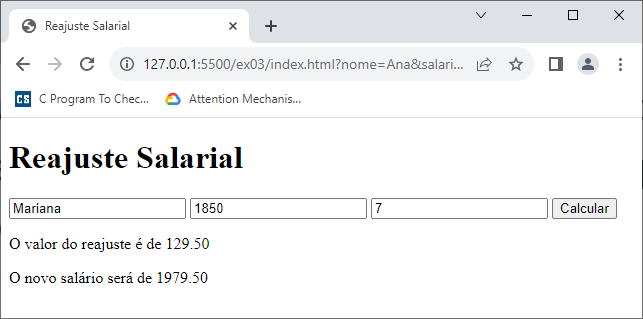 Reajuste Salarial
127.0.0.1:5500/ex03/index.html?nome=Ana&salari...
CS C Program To Chec... Attention Mechanis...
Reajuste Salarial
Mariana 1850 7 Calcular
O valor do reajuste é de 129.50
O novo salário será de 1979.50